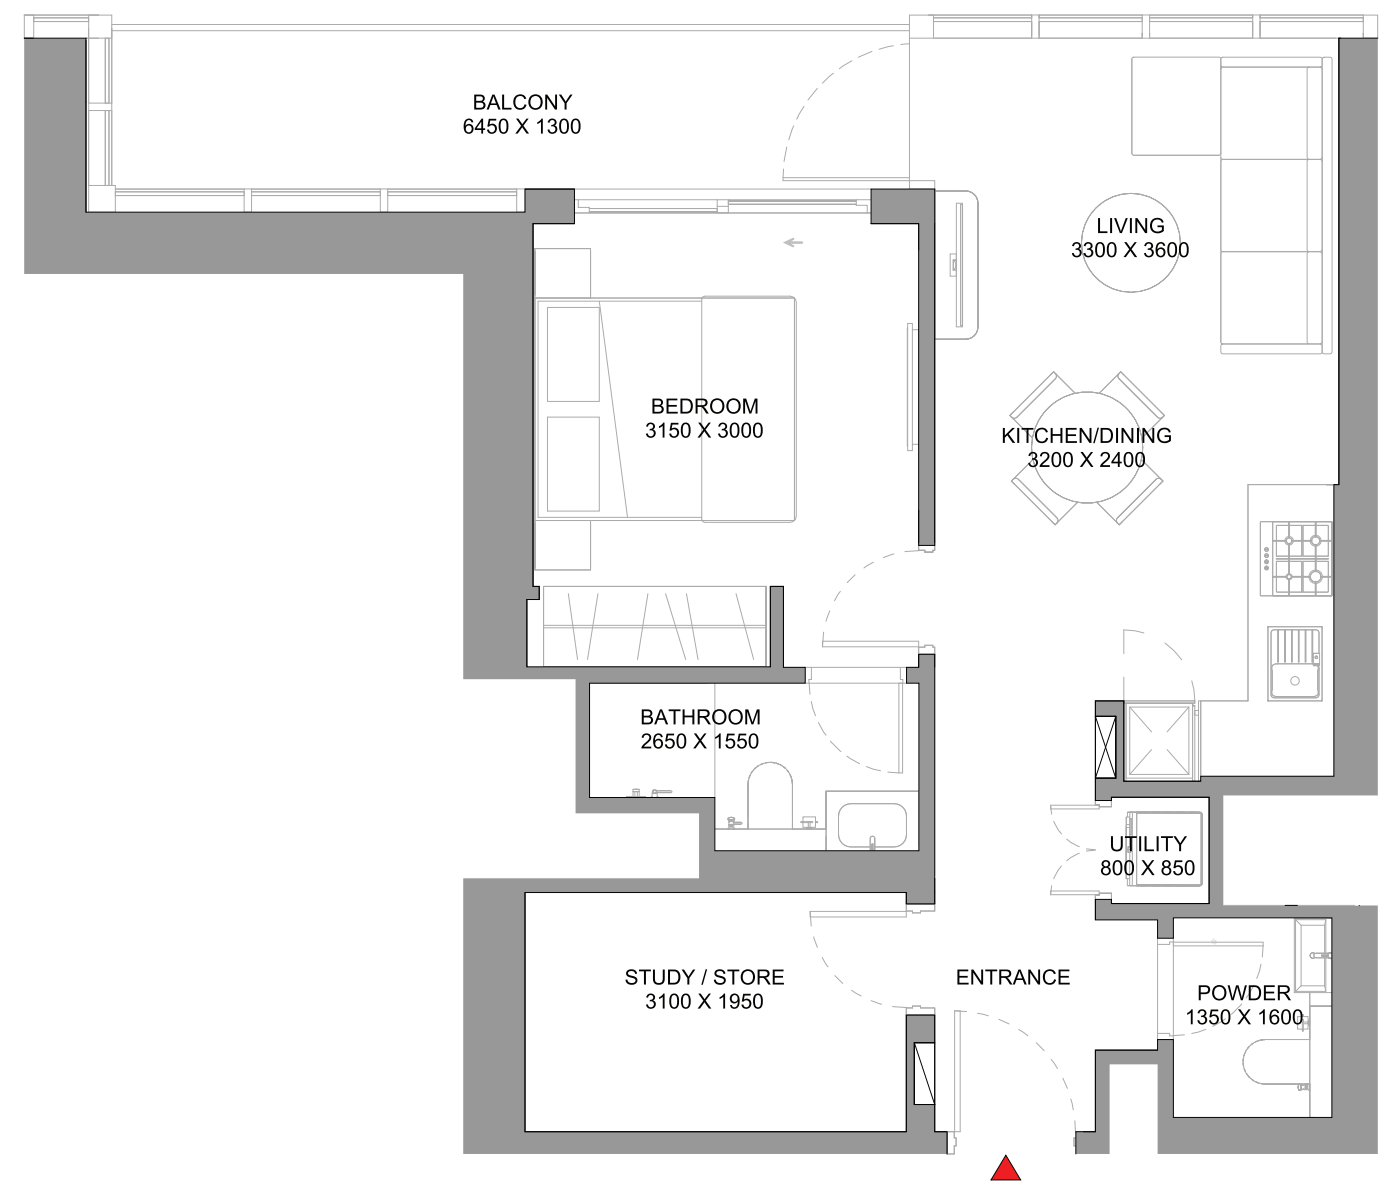 BALCONY
6450 X 1300
LIVING
3300 X 3600
BEDROOM
3150 X 3000
KITCHEN/DINING
3200 X 2400
BATHROOM
2650 X 1550
UTILITY
800 X 850
STUDY / STORE
3100 X 1950
ENTRANCE
POWDER
1350 X 1600